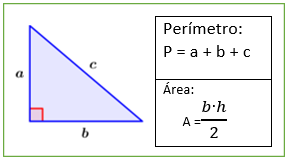 a
c
b
Perímetro:
P = a + b + c
Área:
A = b·h
2